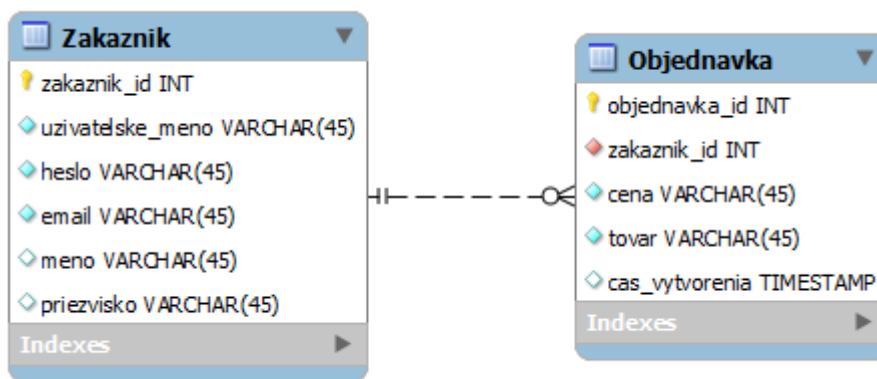 Zakaznik
zakaznik_id INT
uzivatelske_meno VARCHAR(45)
heslo VARCHAR(45)
email VARCHAR(45)
meno VARCHAR(45)
priezvisko VARCHAR(45)
Indexes
Objednavka
objednavka_id INT
zakaznik_id INT
cena VARCHAR(45)
tovar VARCHAR(45)
cas_vytvorenia TIMESTAMP
Indexes